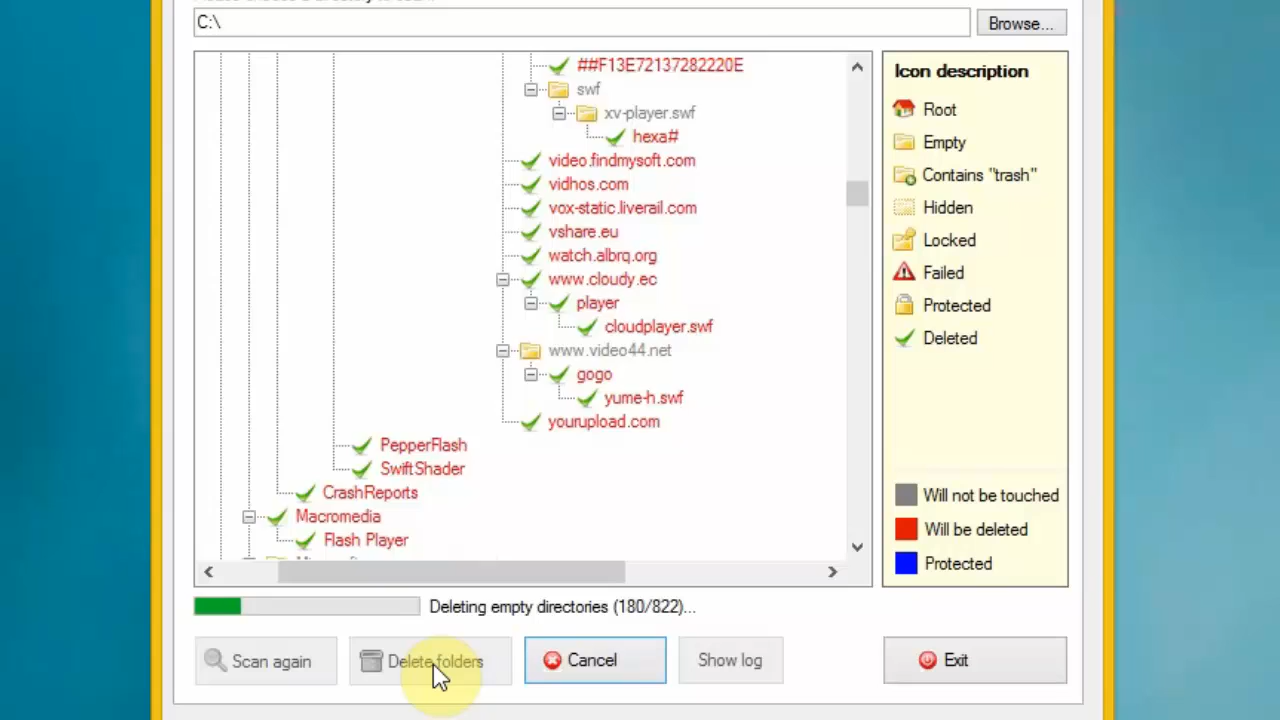 C:\
Browse...
##F13E72137282220E
swf
xv-player.swf
hexa#
video.findmysoft.com
vidhos.com
vox-static.liverail.com
vshare.eu
watch.albrq.org
www.cloudy.ec
player
cloudplayer.swf
www.video44.net
gogo
yume-h.swf
yourupload.com
PepperFlash
SwiftShader
CrashReports
Macromedia
Flash Player
Icon description
Root
Empty
Contains "trash"
Hidden
Locked
Failed
Protected
Deleted
Will not be touched
Will be deleted
Protected
Deleting empty directories (180/822)...
Scan again
Delete folders
Cancel
Show log
Exit